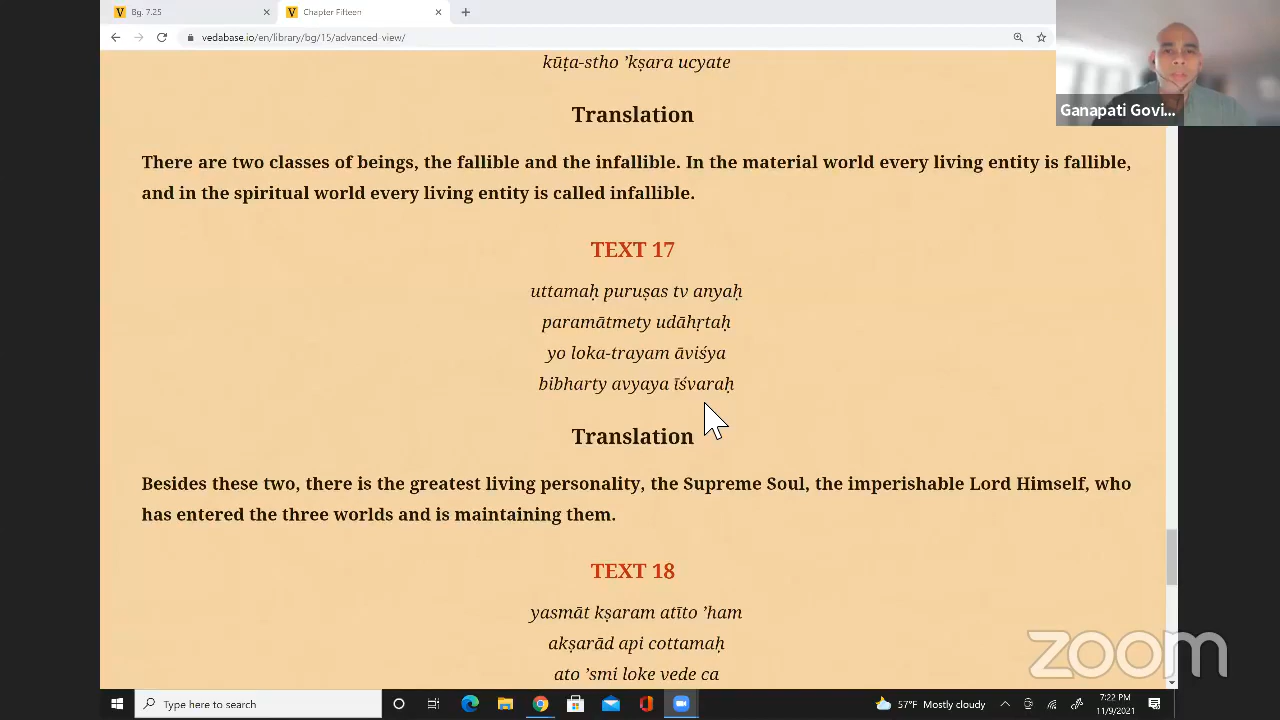 Bg. 7.25
Chapter Fifteen
vedabase.io/en/library/bg/15/advanced-view/
kūṭa-stho ’kṣara ucyate
Translation
There are two classes of beings, the fallible and the infallible. In the material world every living entity is fallible,
and in the spiritual world every living entity is called infallible.
TEXT 17
uttamaḥ puruṣas tv anyaḥ
paramātmety udāhṛtaḥ
yo loka-trayam āviśya
bibharty avyaya īśvaraḥ
Translation
Besides these two, there is the greatest living personality, the Supreme Soul, the imperishable Lord Himself, who
has entered the three worlds and is maintaining them.
TEXT 18
yasmāt kṣaram atīto ’ham
akṣarād api cottamaḥ
ato ’smi loke vede ca
Ganapati Govi...
zoom
Type here to search
57°F Mostly cloudy
7:22 PM
11/9/2021